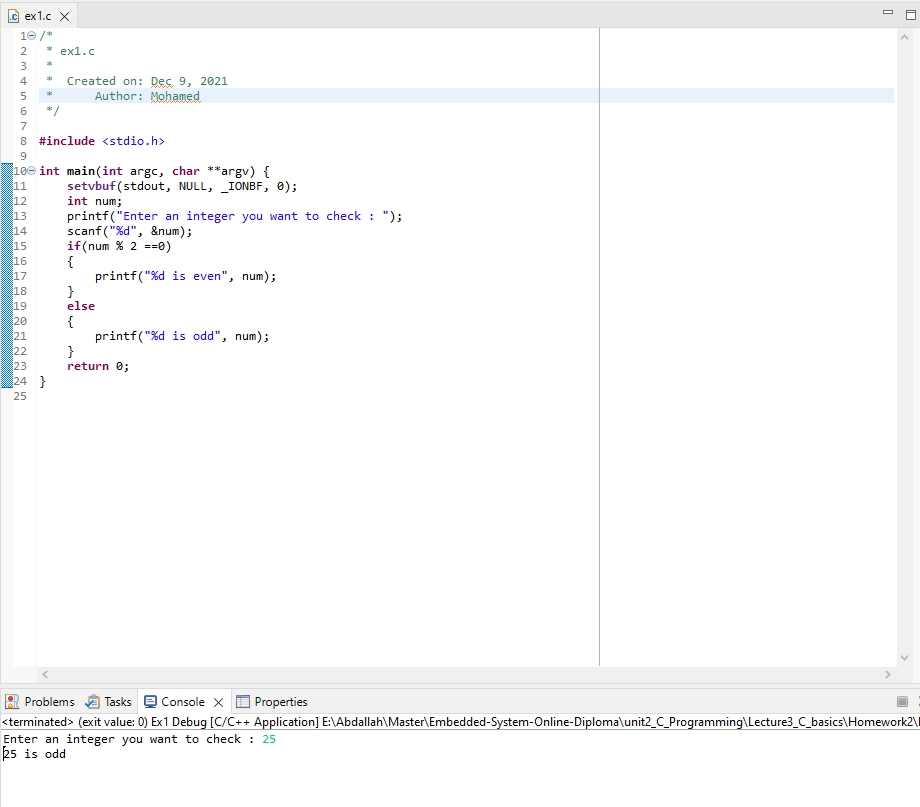 ex1.c
1 /*
2  * ex1.c
3  *
4  *  Created on: Dec 9, 2021
5  *      Author: Mohamed
6  */
7
8 #include <stdio.h>
9
10 int main(int argc, char **argv) {
11     setvbuf(stdout, NULL, _IONBF, 0);
12     int num;
13     printf("Enter an integer you want to check : ");
14     scanf("%d", &num);
15     if(num % 2 ==0)
16     {
17         printf("%d is even", num);
18     }
19     else
20     {
21         printf("%d is odd", num);
22     }
23     return 0;
24 }
25
Problems Tasks Console Properties
<terminated> (exit value: 0) Ex1 Debug [C/C++ Application] E:\Abdallah\Master\Embedded-System-Online-Diploma\unit2_C_Programming\Lecture3_C_basics\Homework2\
Enter an integer you want to check : 25
25 is odd